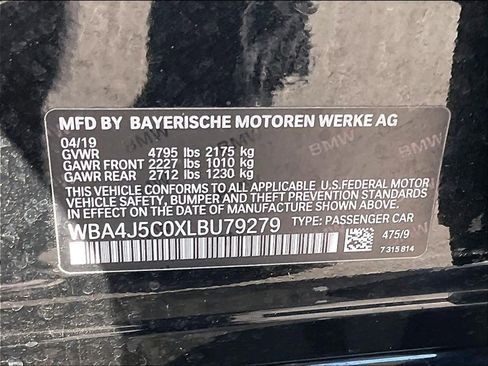 MFD BY BAYERISCHE MOTOREN WERKE AG
04/19
GVWR 4795 lbs 2175 kg
GAWR FRONT 2227 lbs 1010 kg
GAWR REAR 2712 lbs 1230 kg
THIS VEHICLE CONFORMS TO ALL APPLICABLE U.S.FEDERAL MOTOR
VEHICLE SAFETY, BUMPER AND THEFT PREVENTION STANDARDS
IN EFFECT ON THE DATE OF MANUFACTURE SHOWN ABOVE.
WBA4J5C0XLBU79279 TYPE: PASSENGER CAR
475/9
7 315 814
BMW
BMW
BMW